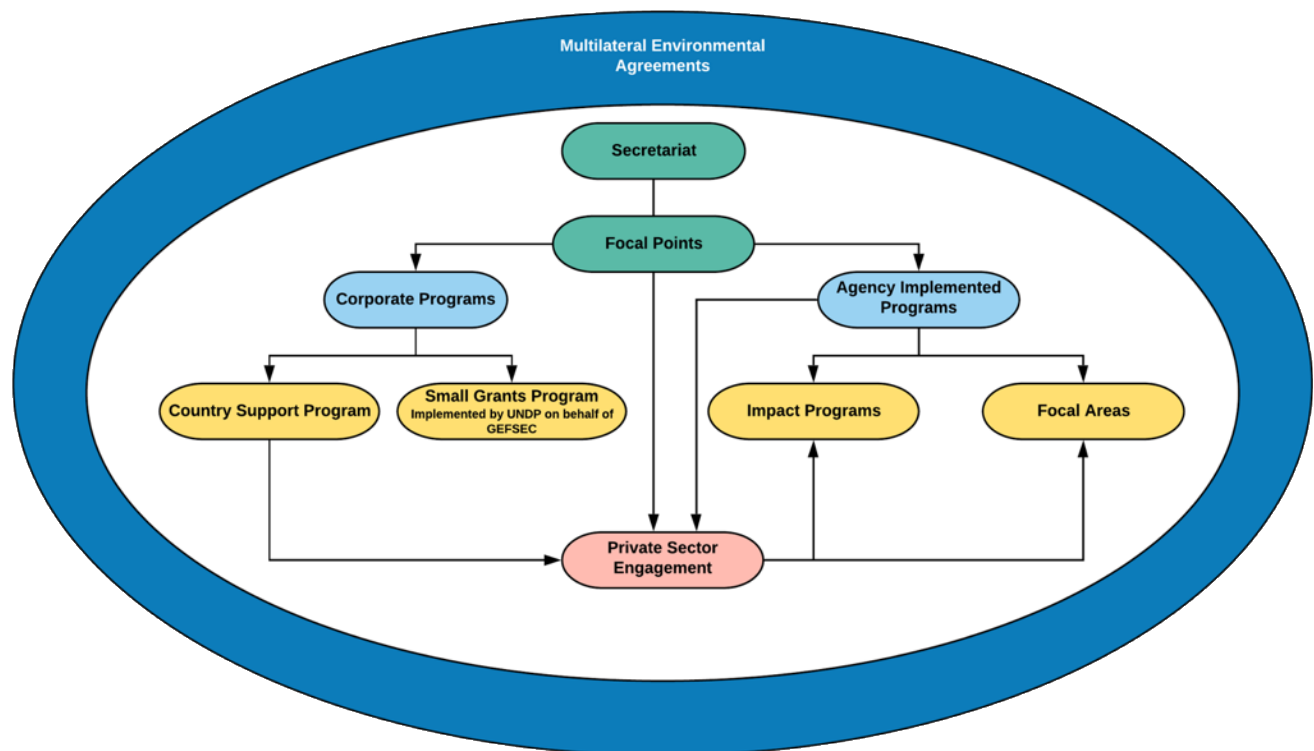 Multilateral Environmental
Agreements
Secretariat
Focal Points
Corporate Programs
Agency Implemented
Programs
Country Support Program
Small Grants Program
Implemented by UNDP on behalf of
GEFSEC
Impact Programs
Focal Areas
Private Sector
Engagement